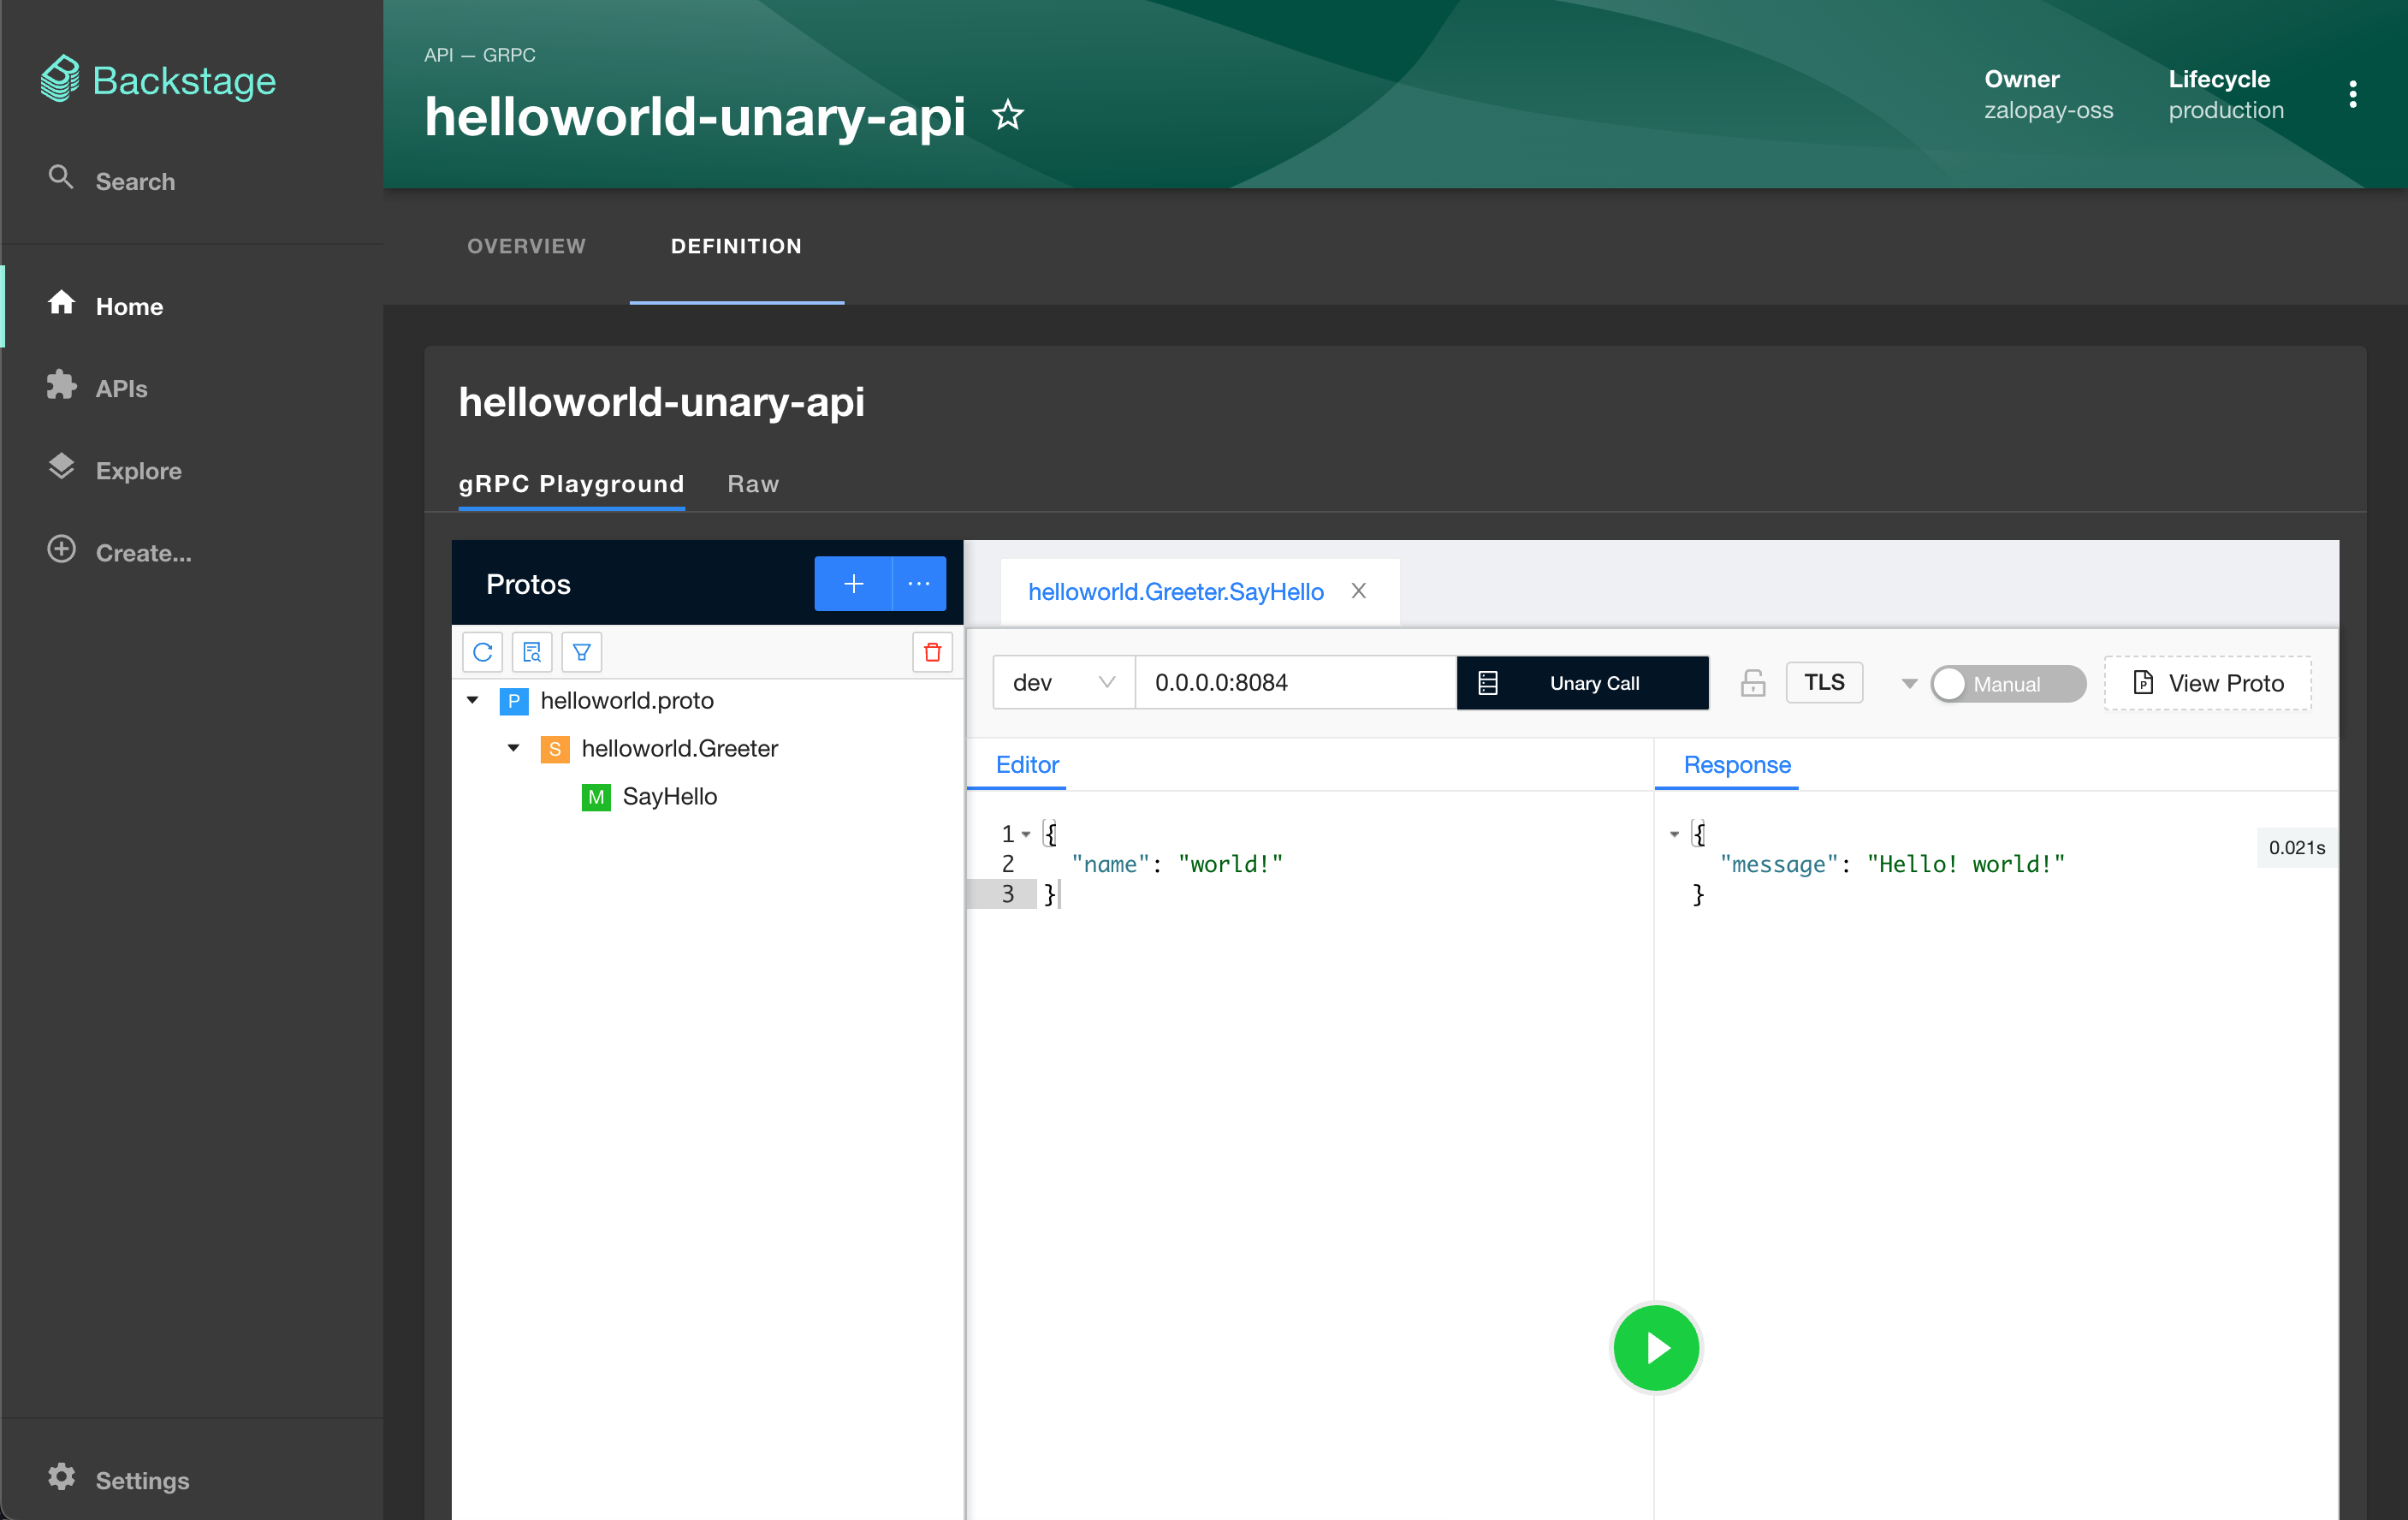 Backstage
Search
Home
APIs
Explore
Create...
Settings
API — GRPC
helloworld-unary-api
Owner
zalopay-oss
Lifecycle
production
OVERVIEW
DEFINITION
helloworld-unary-api
gRPC Playground
Raw
Protos
P helloworld.proto
S helloworld.Greeter
M SayHello
helloworld.Greeter.SayHello
dev
0.0.0.0:8084
Unary Call
TLS
Manual
View Proto
Editor
1 {
2 "name": "world!"
3 }
Response
{
"message": "Hello! world!"
}
0.021s